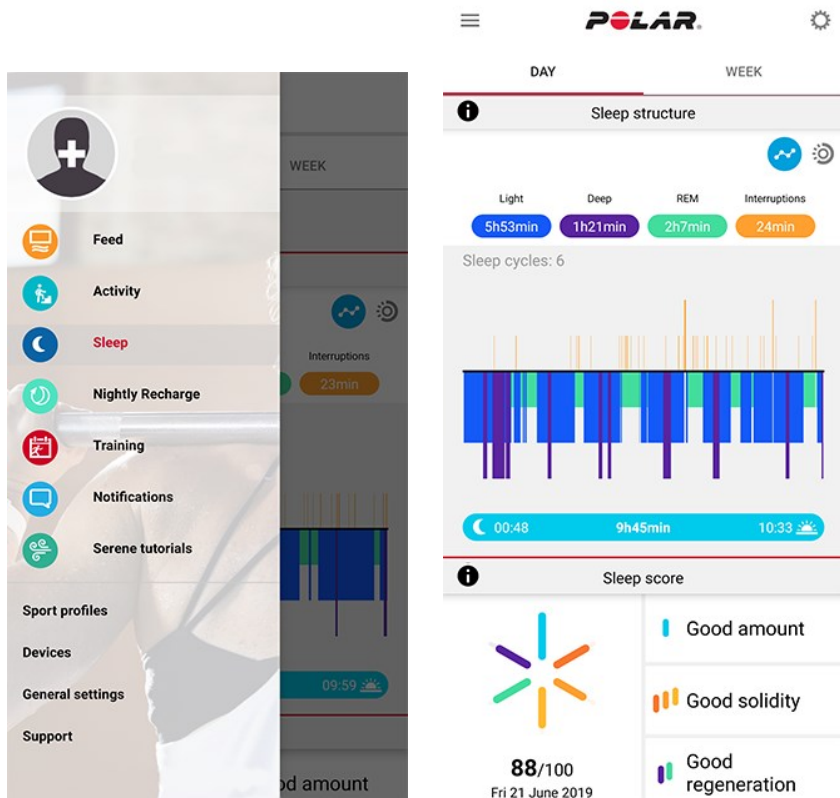 WEEK
Feed
Activity
Sleep
Interruptions
23min
Nightly Recharge
Training
Notifications
Serene tutorials
Sport profiles
Devices
General settings
09:59
Support
od amount
POLAR.
DAY WEEK
Sleep structure
Light Deep REM Interruptions
5h53min 1h21min 2h7min 24min
Sleep cycles: 6
00:48 9h45min 10:33
Sleep score
Good amount
Good solidity
Good
regeneration
88/100
Fri 21 June 2019